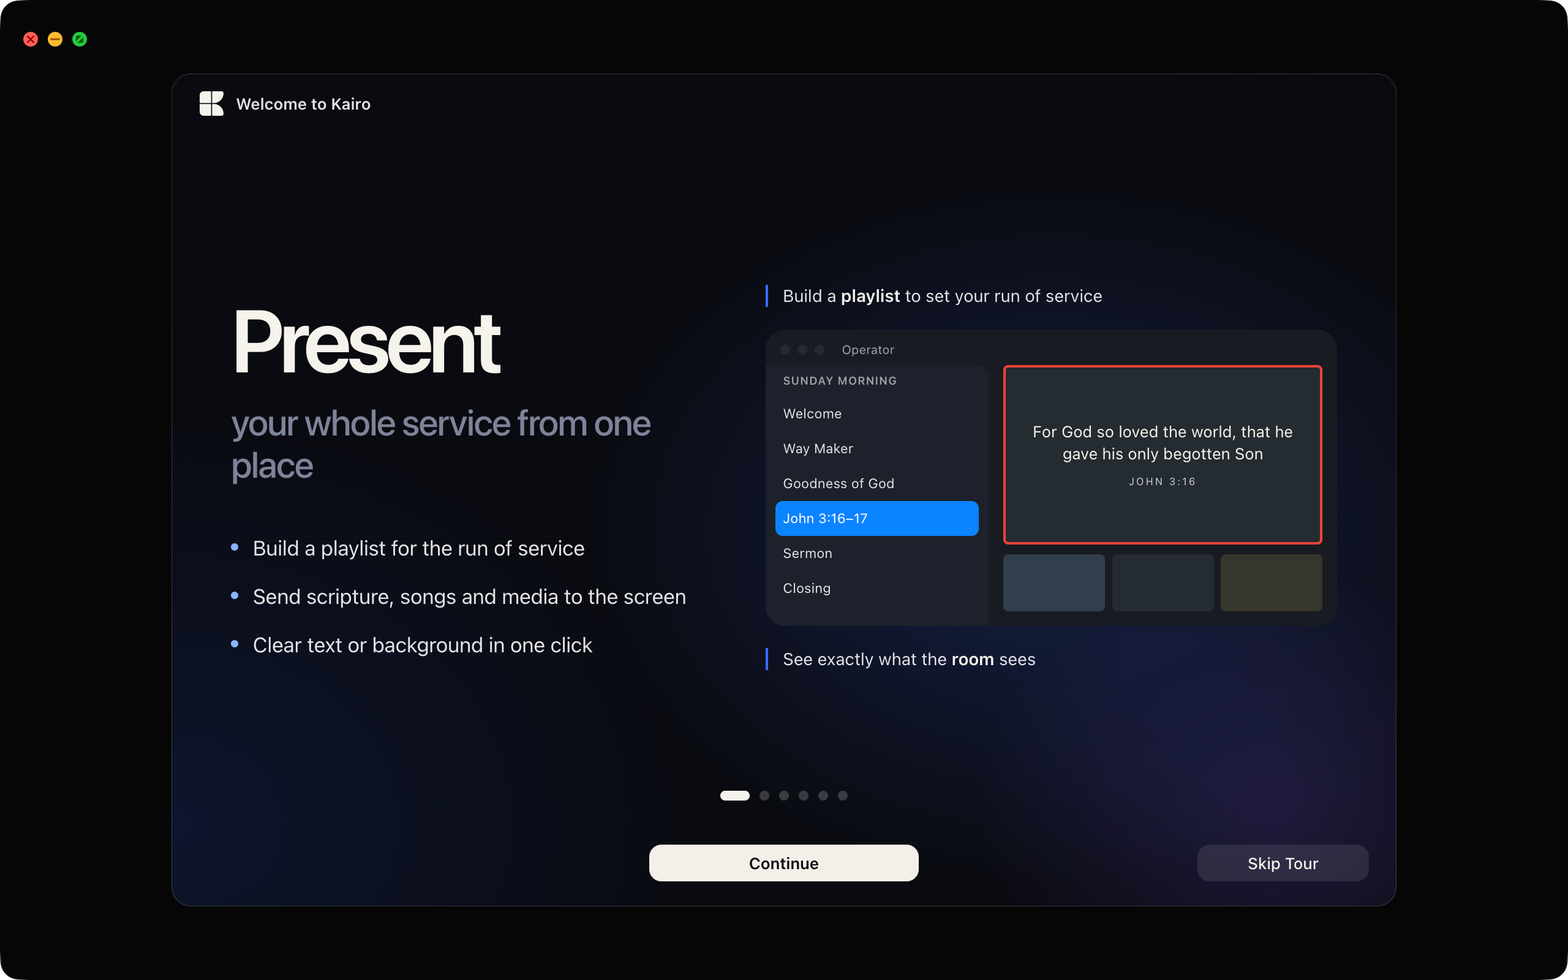 Welcome to Kairo
Present
your whole service from one
place
Build a playlist for the run of service
Send scripture, songs and media to the screen
Clear text or background in one click
Build a playlist to set your run of service
Operator
SUNDAY MORNING
Welcome
Way Maker
Goodness of God
John 3:16–17
Sermon
Closing
For God so loved the world, that he
gave his only begotten Son
JOHN 3:16
See exactly what the room sees
Continue
Skip Tour